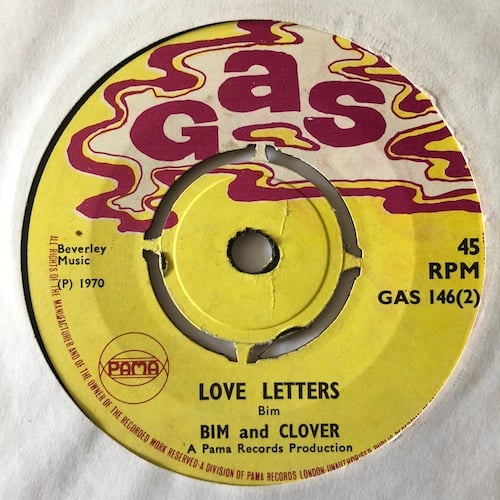 Gas
Beverley
Music
(P) 1970
45
RPM
GAS 146(2)
PAMA
LOVE LETTERS
Bim
BIM and CLOVER
A Pama Records Production
ALL RIGHTS OF THE MANUFACTURER AND OF THE OWNER OF THE RECORDED WORK RESERVED-A DIVISION OF PAMA RECORDS LONDON-UNAUTHORISED PUBLIC